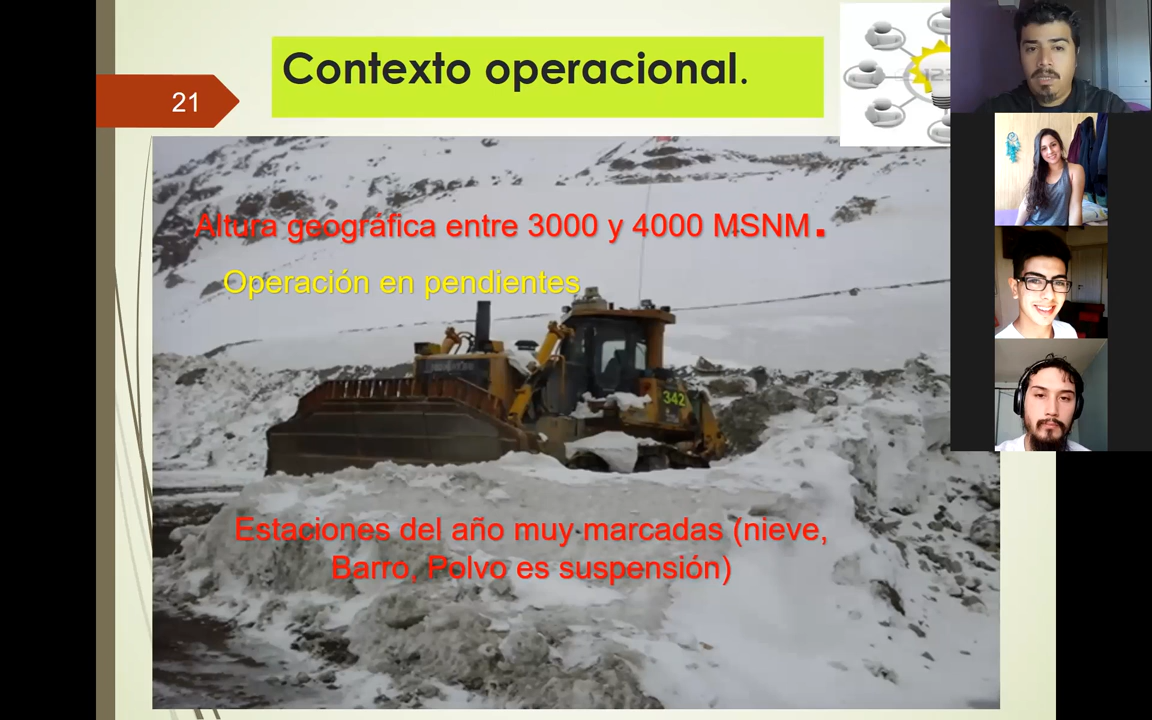 Contexto operacional.
21
Altura geográfica entre 3000 y 4000 MSNM.
Operación en pendientes
342
Estaciones del año muy marcadas (nieve,
Barro, Polvo es suspensión)